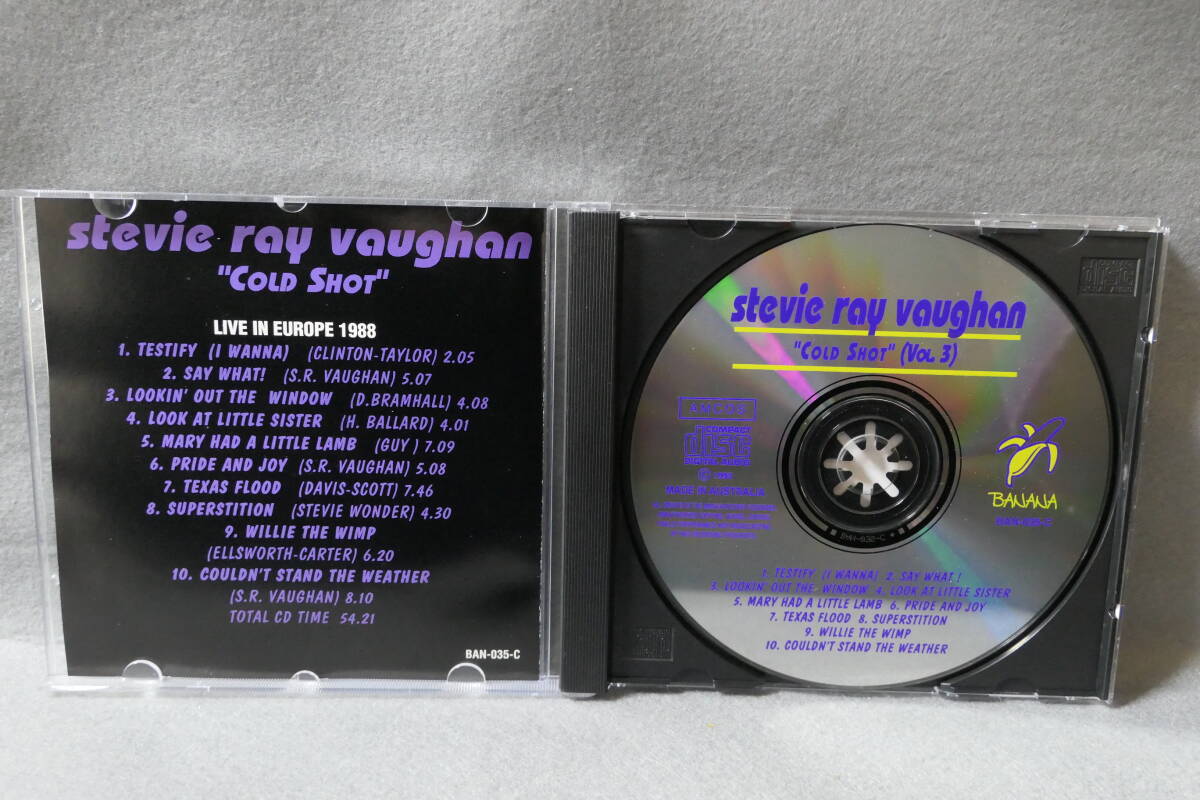 stevie ray vaughan
"COLD SHOT"
LIVE IN EUROPE 1988
1. TESTIFY (I WANNA) (CLINTON-TAYLOR) 2.05
2. SAY WHAT! (S.R. VAUGHAN) 5.07
3. LOOKIN' OUT THE WINDOW (D.BRAMHALL) 4.08
4. LOOK AT LITTLE SISTER (H. BALLARD) 4.01
5. MARY HAD A LITTLE LAMB (GUY ) 7.09
6. PRIDE AND JOY (S.R. VAUGHAN) 5.08
7. TEXAS FLOOD (DAVIS-SCOTT) 7.46
8. SUPERSTITION (STEVIE WONDER) 4.30
9. WILLIE THE WIMP
(ELLSWORTH-CARTER) 6.20
10. COULDN'T STAND THE WEATHER
(S.R. VAUGHAN) 8.10
TOTAL CD TIME 54.21
BAN-035-C
stevie ray vaughan
"COLD SHOT" (VOL. 3)
AMCOS
COMPACT
disc
DIGITAL AUDIO
MADE IN AUSTRALIA
BANANA
BAN-035-C
1. TESTIFY (I WANNA) 2. SAY WHAT !
3. LOOKIN' OUT THE WINDOW 4. LOOK AT LITTLE SISTER
5. MARY HAD A LITTLE LAMB 6. PRIDE AND JOY
7. TEXAS FLOOD 8. SUPERSTITION
9. WILLIE THE WIMP
10. COULDN'T STAND THE WEATHER